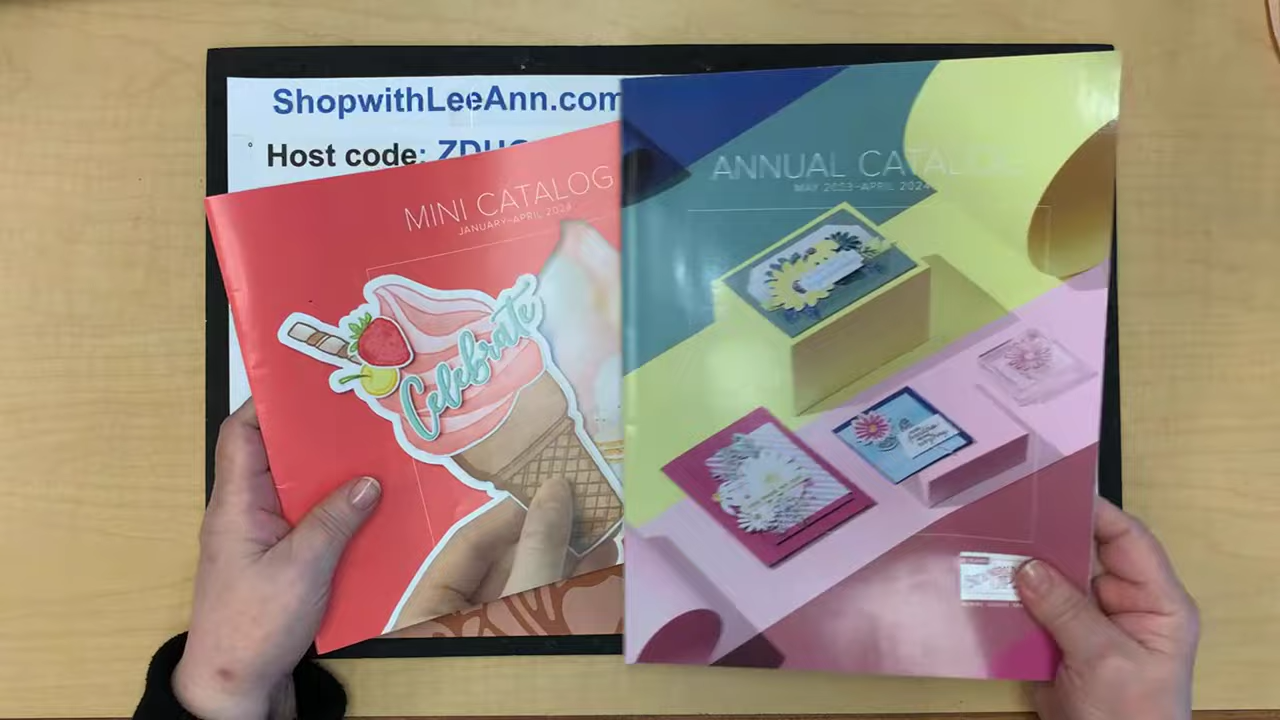 ShopwithLeeAnn.com
Host code:
MINI CATALOG
JANUARY–APRIL 2024
Celebrate
ANNUAL CATALOG
MAY 2023–APRIL 2024